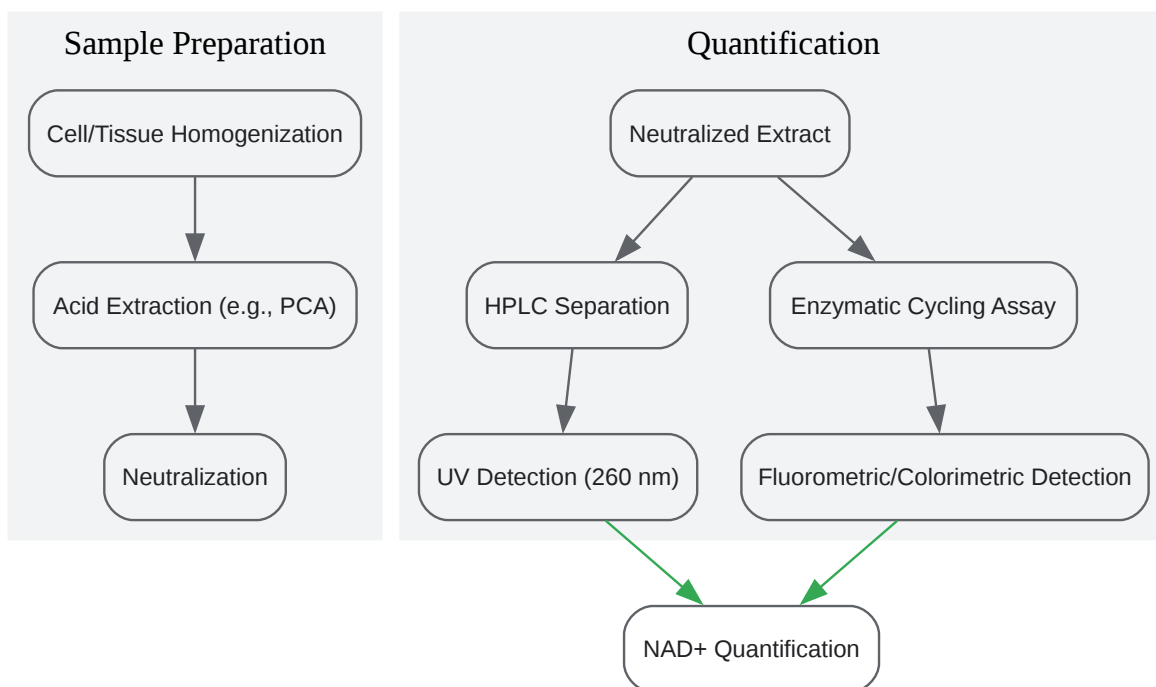 Sample Preparation
Cell/Tissue Homogenization
Acid Extraction (e.g., PCA)
Neutralization
Quantification
Neutralized Extract
HPLC Separation
Enzymatic Cycling Assay
UV Detection (260 nm)
Fluorometric/Colorimetric Detection
NAD+ Quantification